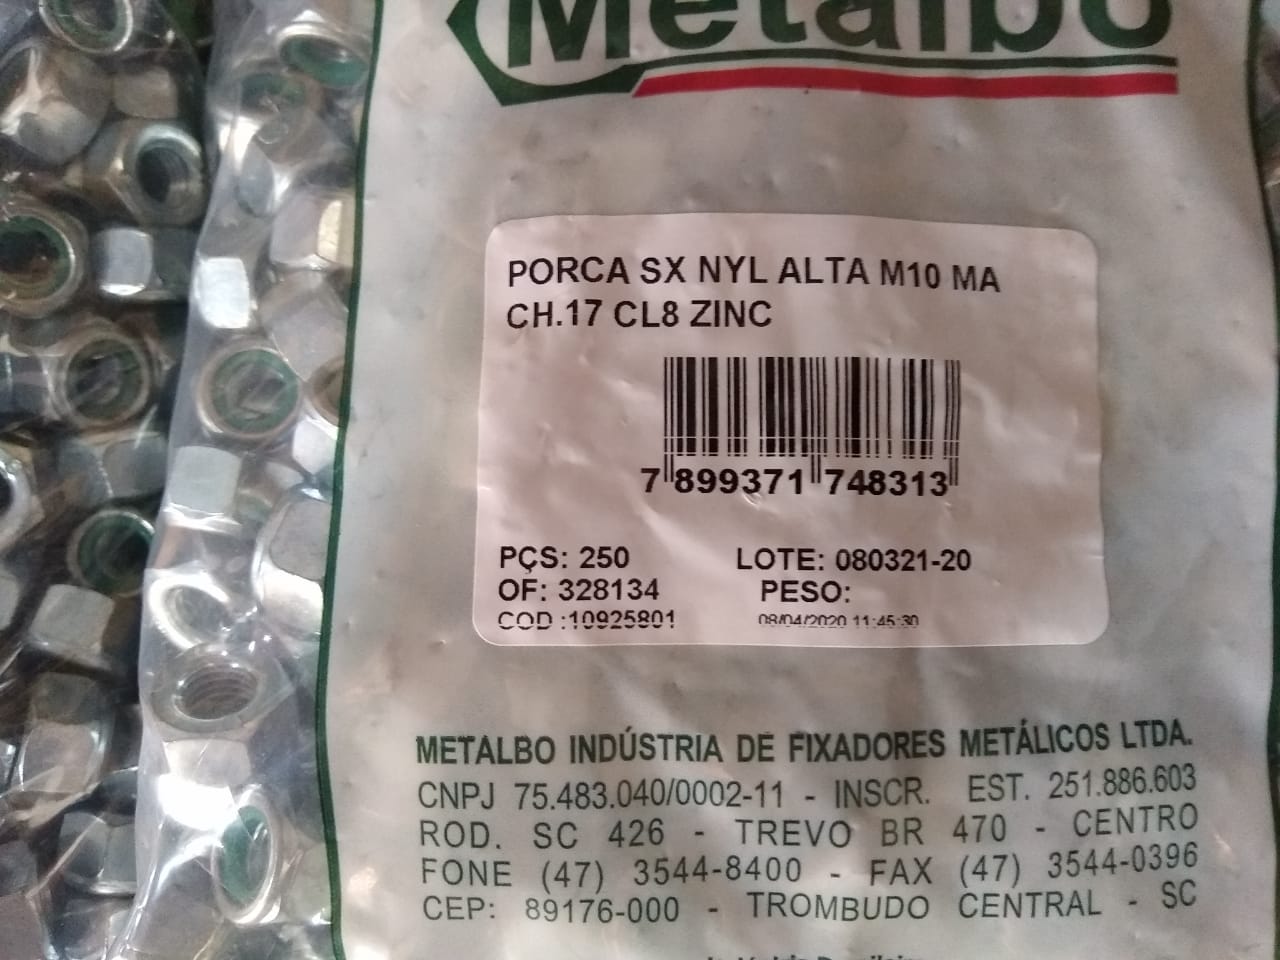 Metalbo
PORCA SX NYL ALTA M10 MA
CH.17 CL8 ZINC
7 899371 748313
PÇS: 250 LOTE: 080321-20
OF: 328134 PESO:
COD :10925801 08/04/2020 11:45:30
METALBO INDÚSTRIA DE FIXADORES METÁLICOS LTDA.
CNPJ 75.483.040/0002-11 - INSCR. EST. 251.886.603
ROD. SC 426 - TREVO BR 470 - CENTRO
FONE (47) 3544-8400 - FAX (47) 3544-0396
CEP: 89176-000 - TROMBUDO CENTRAL - SC